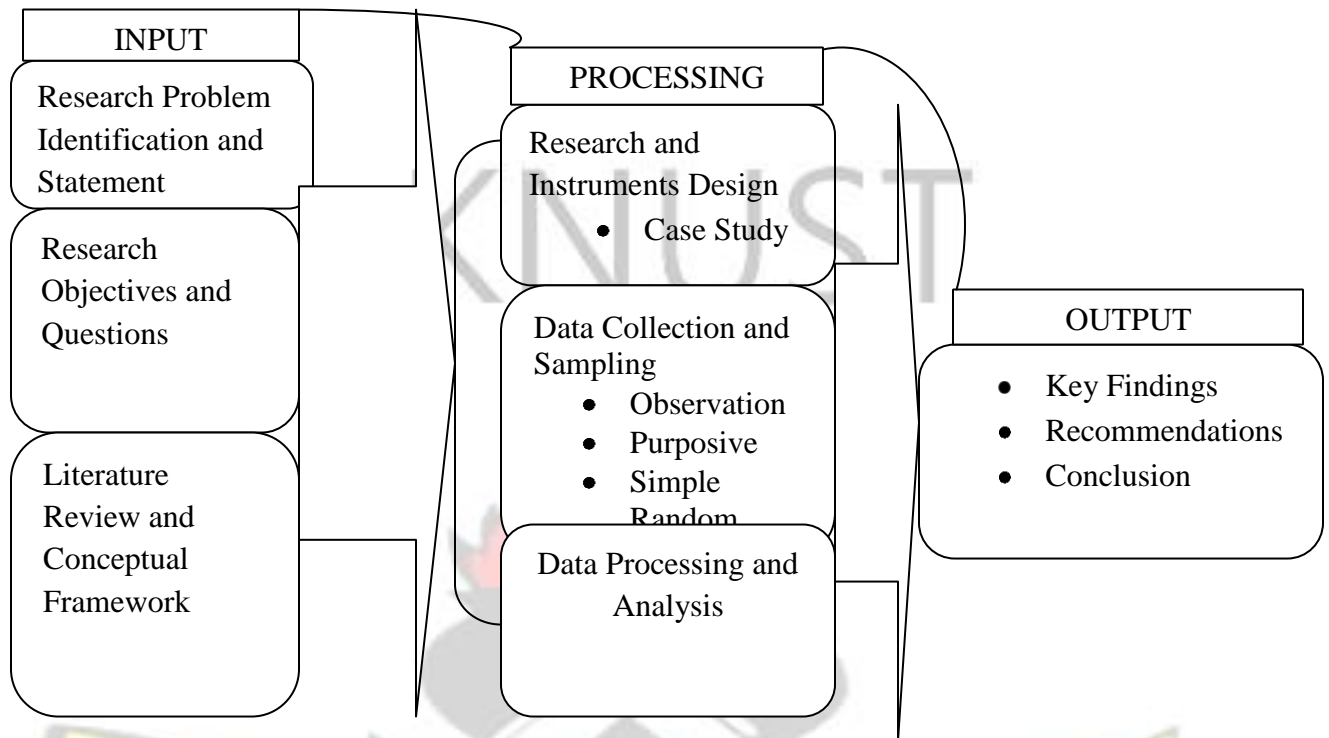 INPUT
Research Problem
Identification and
Statement
Research
Objectives and
Questions
Literature
Review and
Conceptual
Framework
PROCESSING
Research and
Instruments Design
• Case Study
Data Collection and
Sampling
• Observation
• Purposive
• Simple
Random
Data Processing and
Analysis
OUTPUT
• Key Findings
• Recommendations
• Conclusion
KNUST